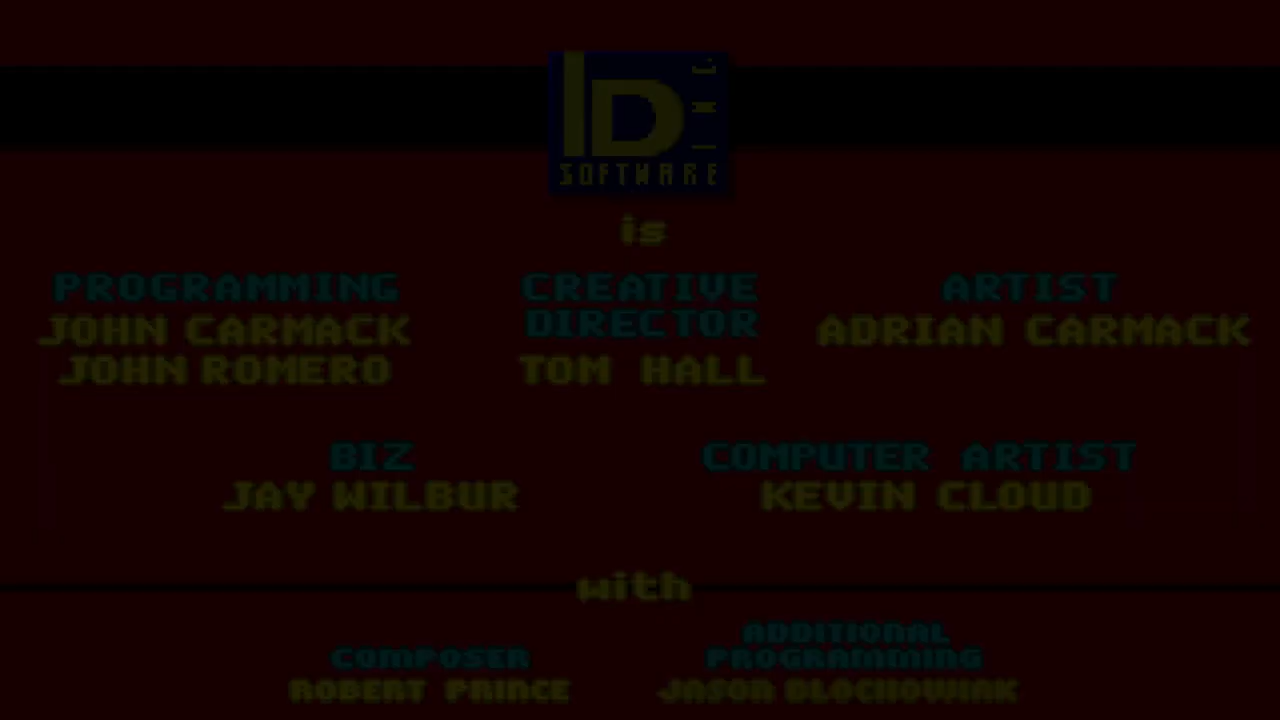 ID
SOFTWARE
is
PROGRAMMING
JOHN CARMACK
JOHN ROMERO
CREATIVE
DIRECTOR
TOM HALL
ARTIST
ADRIAN CARMACK
BIZ
JAY WILBUR
COMPUTER ARTIST
KEVIN CLOUD
with
COMPOSER
ROBERT PRINCE
ADDITIONAL
PROGRAMMING
JASON BLOCHOWIAK